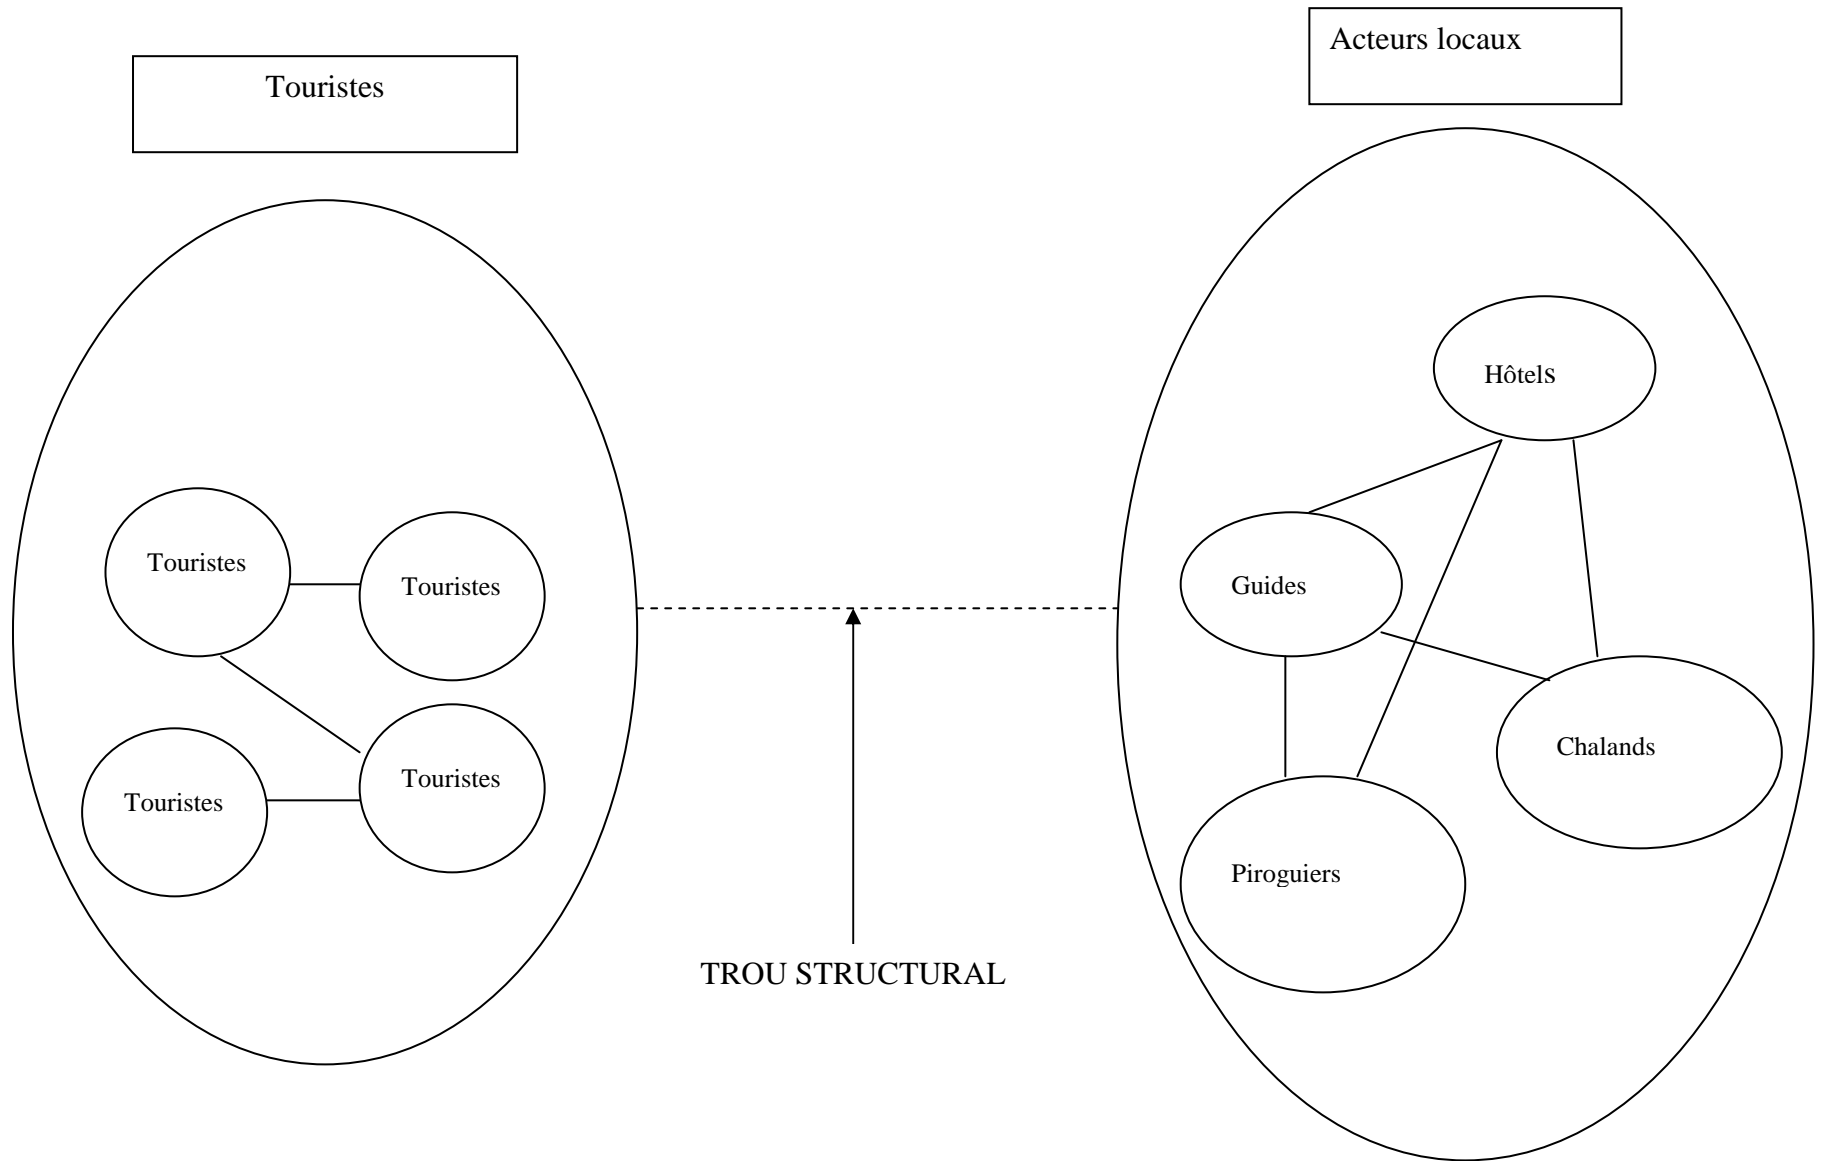 Touristes
Acteurs locaux
Touristes
Touristes
Touristes
Touristes
TROU STRUCTURAL
Hôtels
Guides
Chalands
Piroguiers